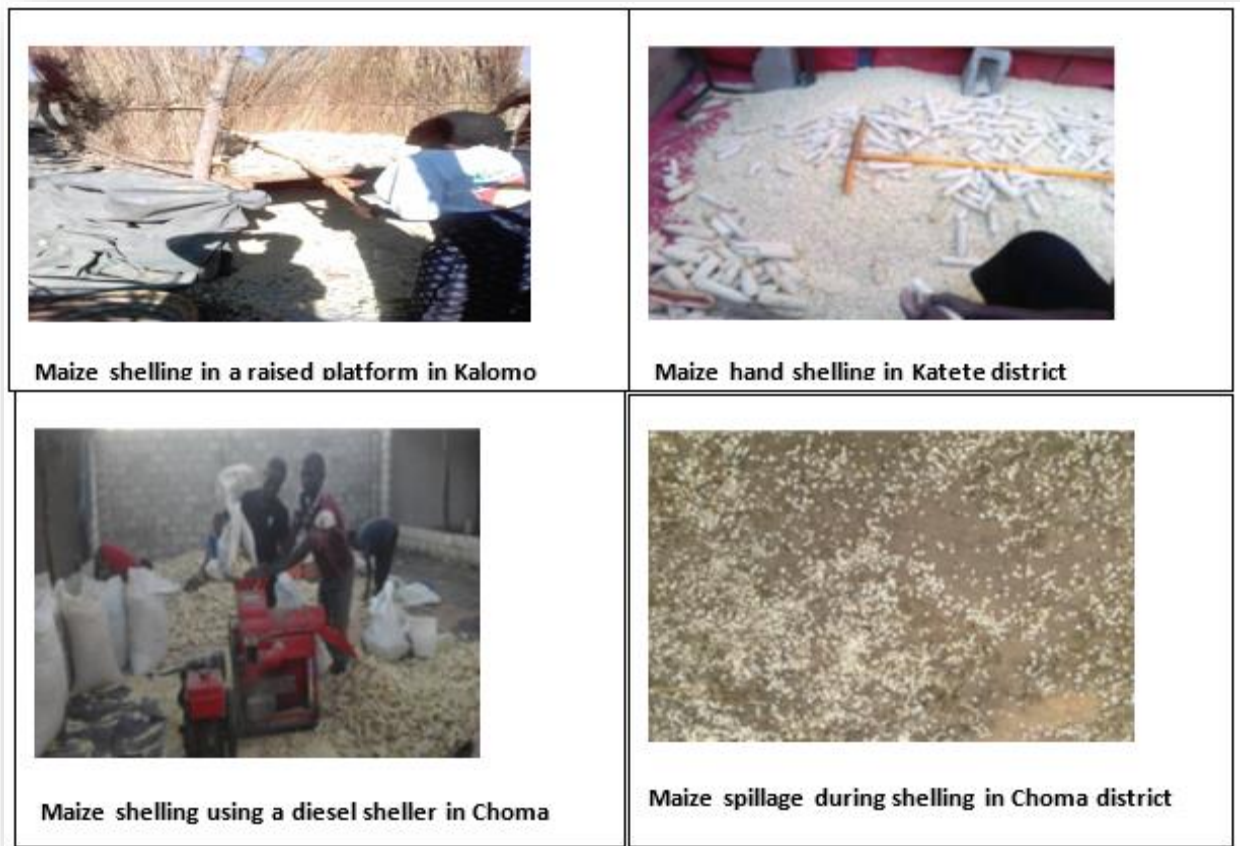 Maize shelling in a raised platform in Kalomo
Maize hand shelling in Katete district
Maize shelling using a diesel sheller in Choma
Maize spillage during shelling in Choma district